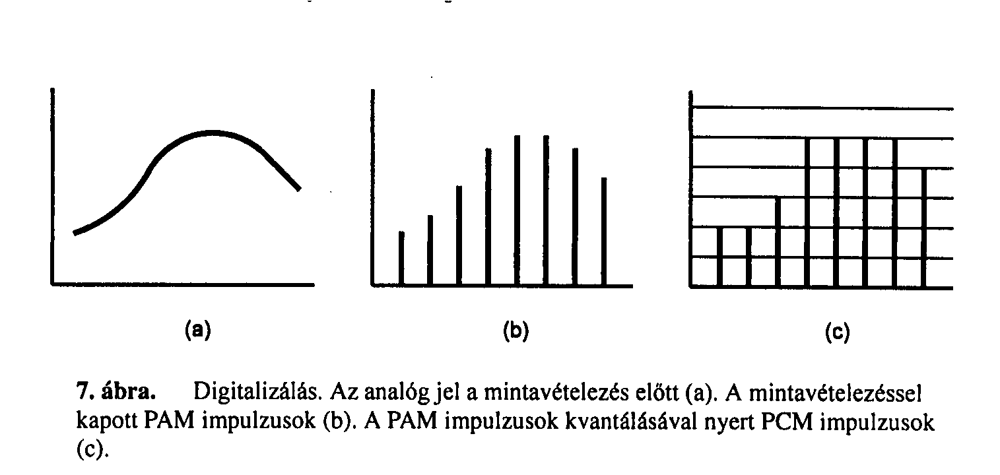 (a) (b) (c)
7. ábra. Digitalizálás. Az analóg jel a mintavételezés előtt (a). A mintavételezéssel
kapott PAM impulzusok (b). A PAM impulzusok kvantálásával nyert PCM impulzusok
(c).